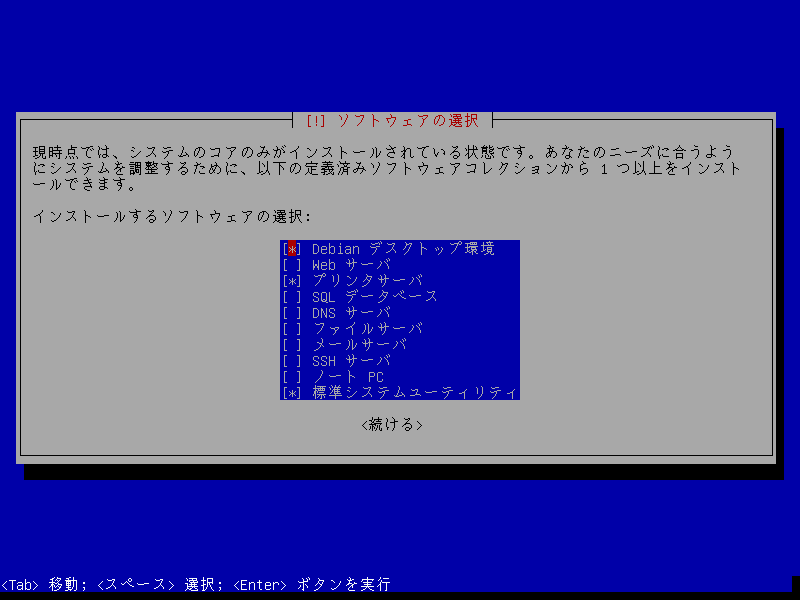 [!] ソフトウェアの選択
現時点では、システムのコアのみがインストールされている状態です。あなたのニーズに合うよう
にシステムを調整するために、以下の定義済みソフトウェアコレクションから 1 つ以上をインスト
ールできます。
インストールするソフトウェアの選択:
[*] Debian デスクトップ環境
[ ] Web サーバ
[*] プリンタサーバ
[ ] SQL データベース
[ ] DNS サーバ
[ ] ファイルサーバ
[ ] メールサーバ
[ ] SSH サーバ
[ ] ノート PC
[*] 標準システムユーティリティ
<続ける>
<Tab> 移動; <スペース> 選択; <Enter> ボタンを実行